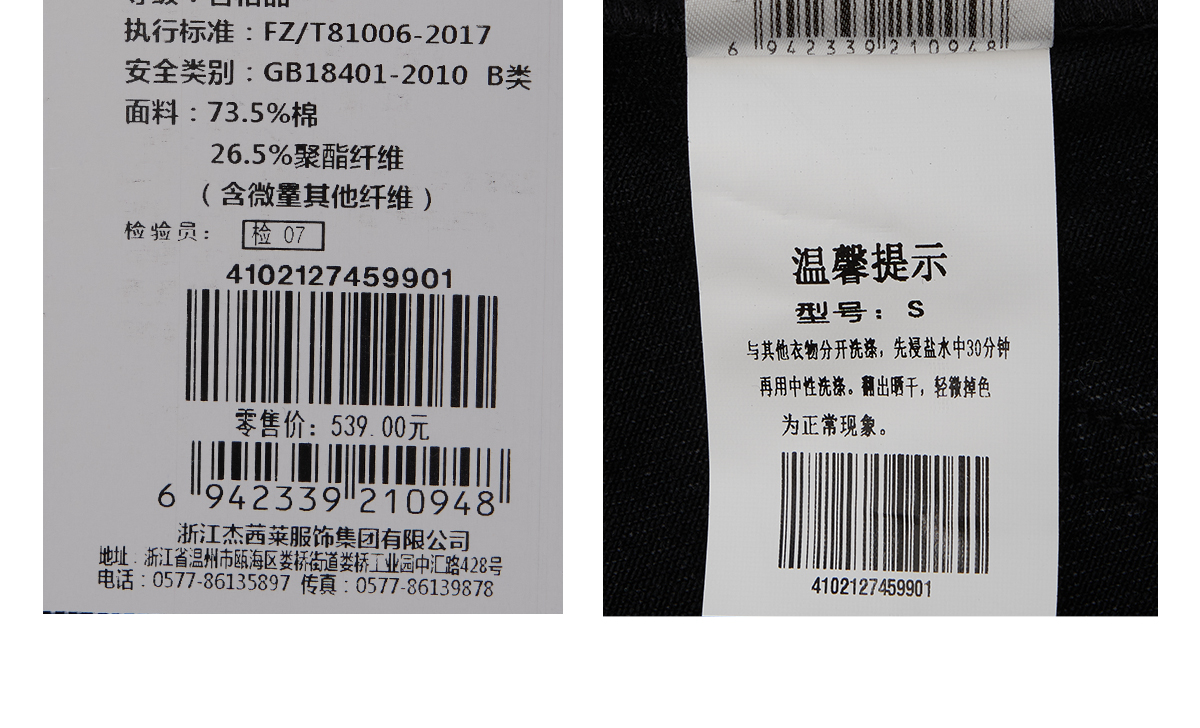 执行标准：FZ/T81006-2017
安全类别：GB18401-2010 B类
面料：73.5%棉
26.5%聚酯纤维
（含微量其他纤维）
检验员： 检 07
4102127459901
零售价：539.00元
6 942339 210948
浙江杰茜莱服饰集团有限公司
地址：浙江省温州市瓯海区娄桥街道娄桥工业园中汇路428号
电话：0577-86135897 传真：0577-86139878
6 942339 210948
温馨提示
型号：S
与其他衣物分开洗涤，先浸盐水中30分钟
再用中性洗涤。翻出晒干，轻微掉色
为正常现象。
4102127459901